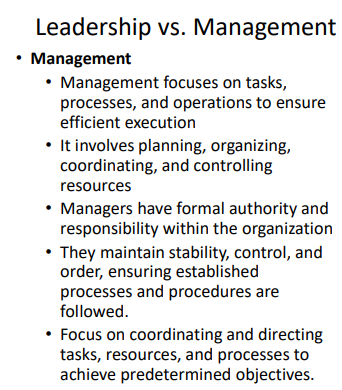 Leadership vs. Management
• Management
• Management focuses on tasks,
processes, and operations to ensure
efficient execution
• It involves planning, organizing,
coordinating, and controlling
resources
• Managers have formal authority and
responsibility within the organization
• They maintain stability, control, and
order, ensuring established
processes and procedures are
followed.
• Focus on coordinating and directing
tasks, resources, and processes to
achieve predetermined objectives.